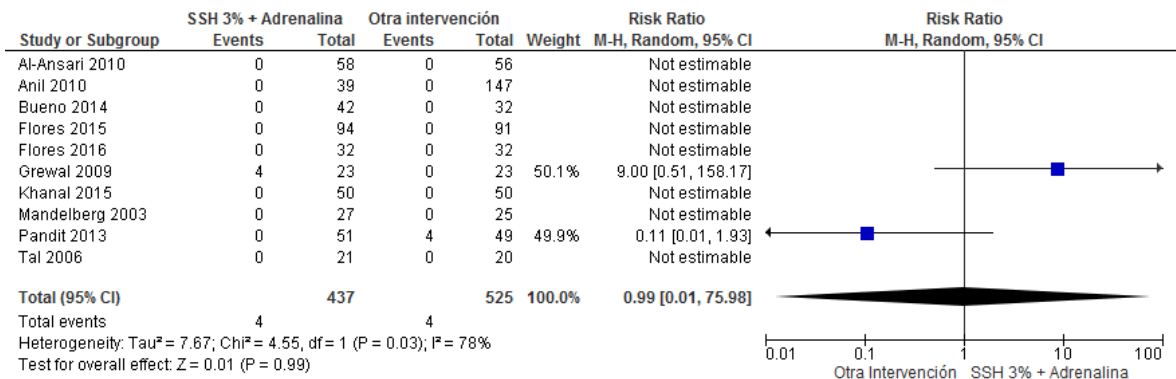 SSH 3% + Adrenalina Otra intervención Risk Ratio Risk Ratio
Study or Subgroup Events Total Events Total Weight M-H, Random, 95% CI M-H, Random, 95% CI
Al-Ansari 2010 0 58 0 56 Not estimable
Anil 2010 0 39 0 147 Not estimable
Bueno 2014 0 42 0 32 Not estimable
Flores 2015 0 94 0 91 Not estimable
Flores 2016 0 32 0 32 Not estimable
Grewal 2009 4 23 0 23 50.1% 9.00 [0.51, 158.17]
Khanal 2015 0 50 0 50 Not estimable
Mandelberg 2003 0 27 0 25 Not estimable
Pandit 2013 0 51 4 49 49.9% 0.11 [0.01, 1.93]
Tal 2006 0 21 0 20 Not estimable
Total (95% CI) 437 525 100.0% 0.99 [0.01, 75.98]
Total events 4 4
Heterogeneity: Tau² = 7.67; Chi² = 4.55, df = 1 (P = 0.03); I² = 78%
Test for overall effect: Z = 0.01 (P = 0.99)
0.01 0.1 1 10 100
Otra Intervención SSH 3% + Adrenalina